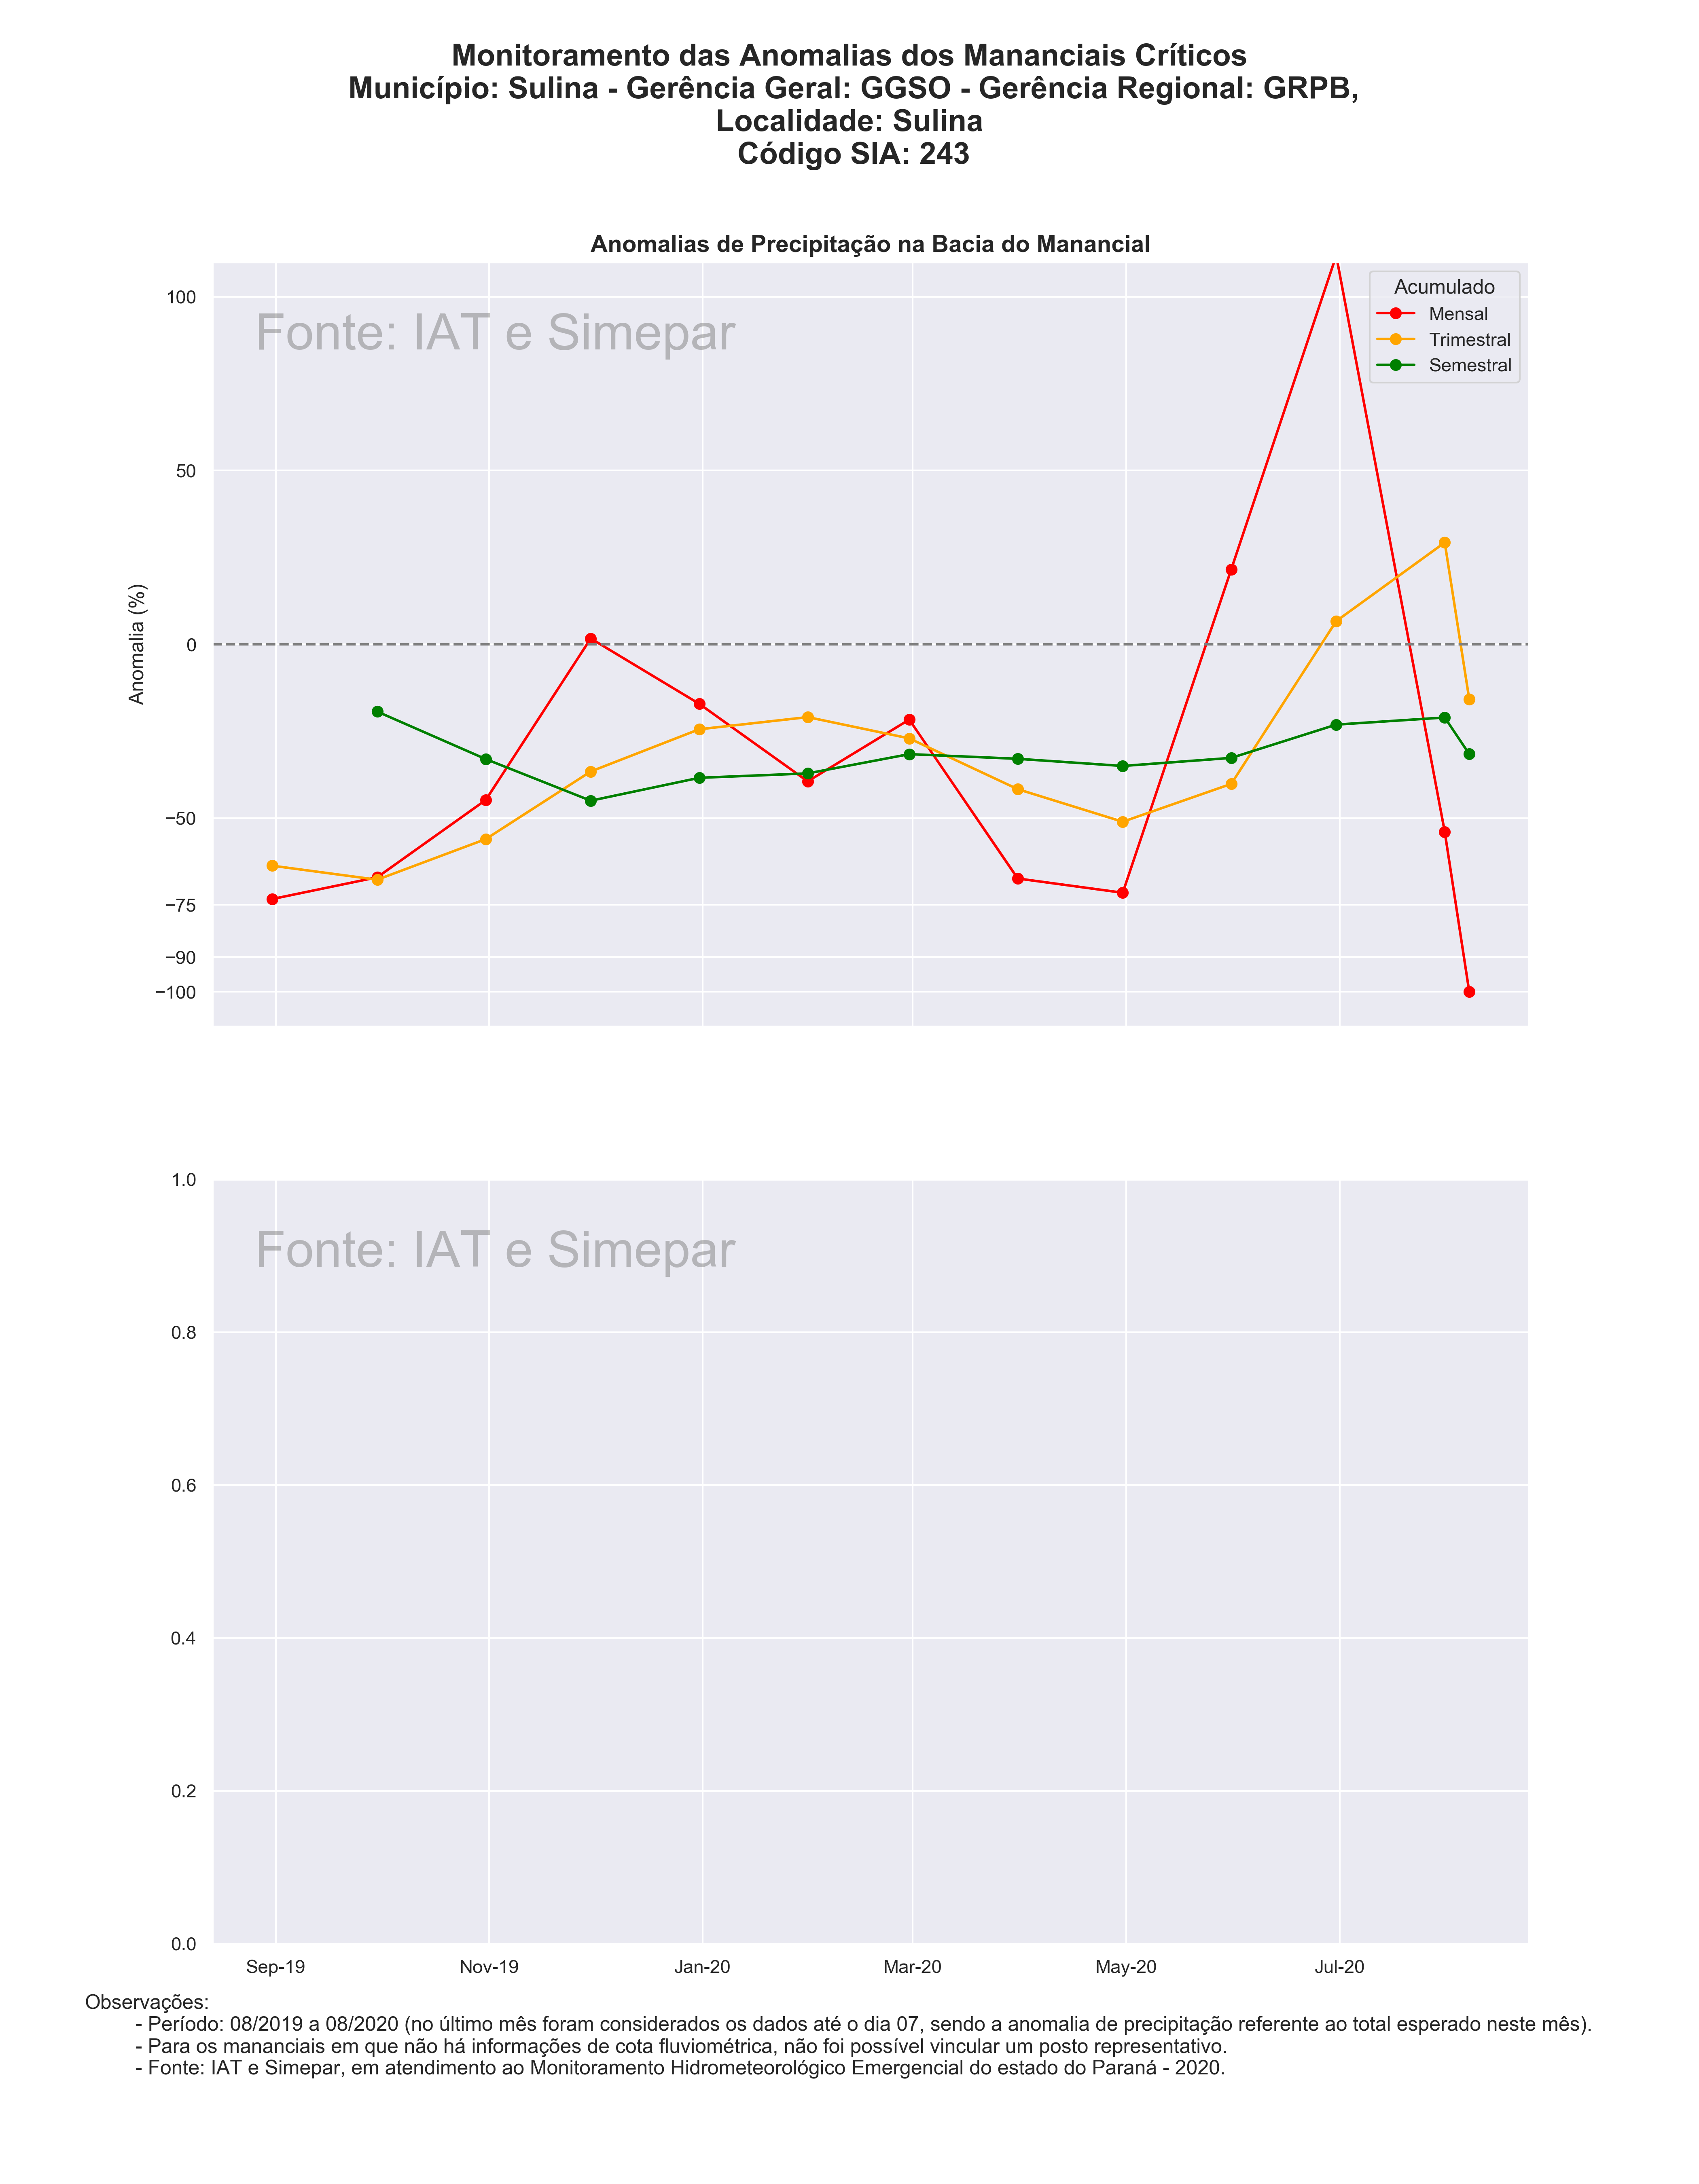 Monitoramento das Anomalias dos Mananciais Críticos
Município: Sulina - Gerência Geral: GGSO - Gerência Regional: GRPB,
Localidade: Sulina
Código SIA: 243
Anomalias de Precipitação na Bacia do Manancial
Fonte: IAT e Simepar
Acumulado
Mensal
Trimestral
Semestral
Anomalia (%)
100
50
0
−50
−75
−90
−100
Fonte: IAT e Simepar
1.0
0.8
0.6
0.4
0.2
0.0
Sep-19 Nov-19 Jan-20 Mar-20 May-20 Jul-20
Observações:
- Período: 08/2019 a 08/2020 (no último mês foram considerados os dados até o dia 07, sendo a anomalia de precipitação referente ao total esperado neste mês).
- Para os mananciais em que não há informações de cota fluviométrica, não foi possível vincular um posto representativo.
- Fonte: IAT e Simepar, em atendimento ao Monitoramento Hidrometeorológico Emergencial do estado do Paraná - 2020.